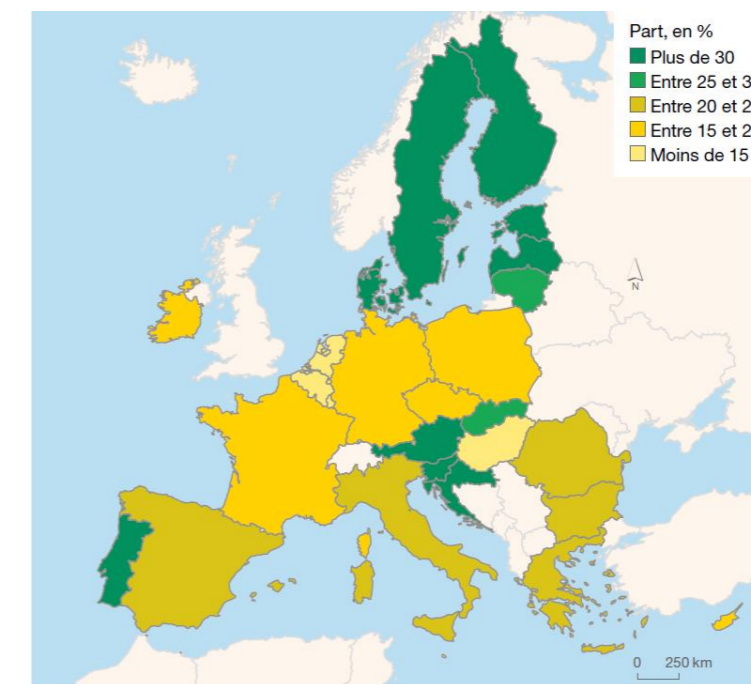 Part, en %
Plus de 30
Entre 25 et 3
Entre 20 et 2
Entre 15 et 2
Moins de 15
N
0 250 km